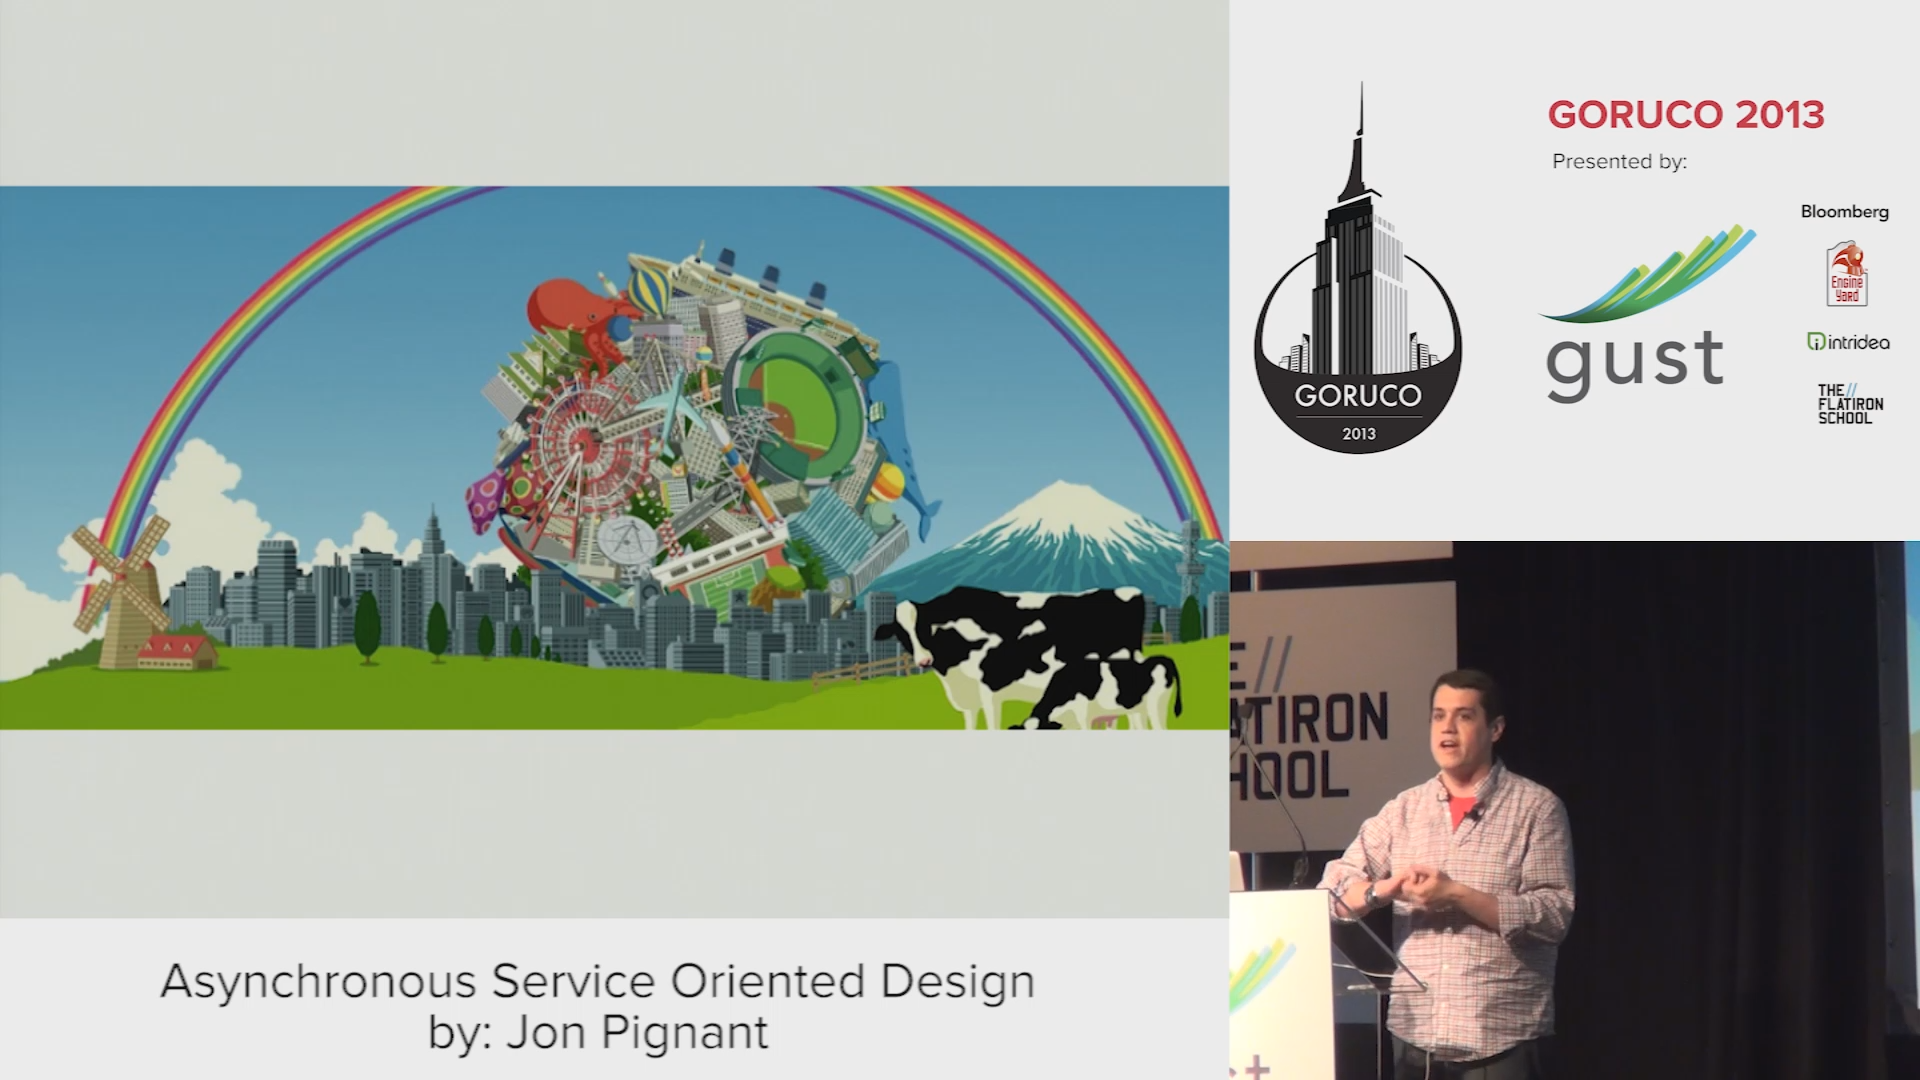 GORUCO 2013
Presented by:
Bloomberg
Engine
Yard
intridea
THE//
FLATIRON
SCHOOL
gust
GORUCO
2013
E//
ATIRON
HOOL
Asynchronous Service Oriented Design
by: Jon Pignant